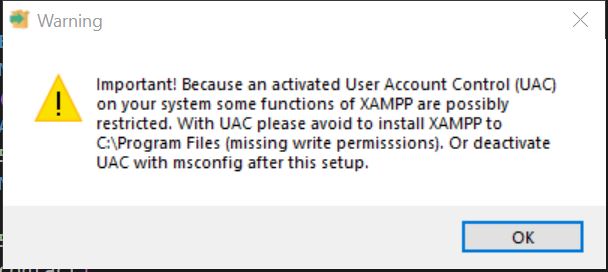 Warning
Important! Because an activated User Account Control (UAC)
on your system some functions of XAMPP are possibly
restricted. With UAC please avoid to install XAMPP to
C:\Program Files (missing write permisssions). Or deactivate
UAC with msconfig after this setup.
OK